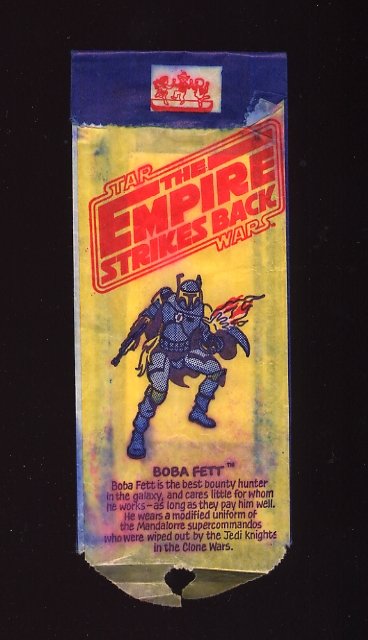 STAR
THE
EMPIRE
STRIKES BACK
WARS™
BOBA FETT™
Boba Fett is the best bounty hunter
in the galaxy, and cares little for whom
he works—as long as they pay him well.
He wears a modified uniform of
the Mandalorre supercommandos
who were wiped out by the Jedi Knights
in the Clone Wars.